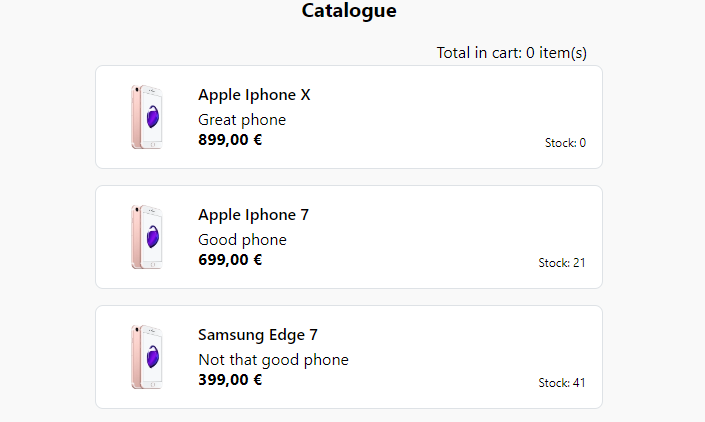 Catalogue
Total in cart: 0 item(s)
Apple Iphone X
Great phone
899,00 €
Stock: 0
Apple Iphone 7
Good phone
699,00 €
Stock: 21
Samsung Edge 7
Not that good phone
399,00 €
Stock: 41